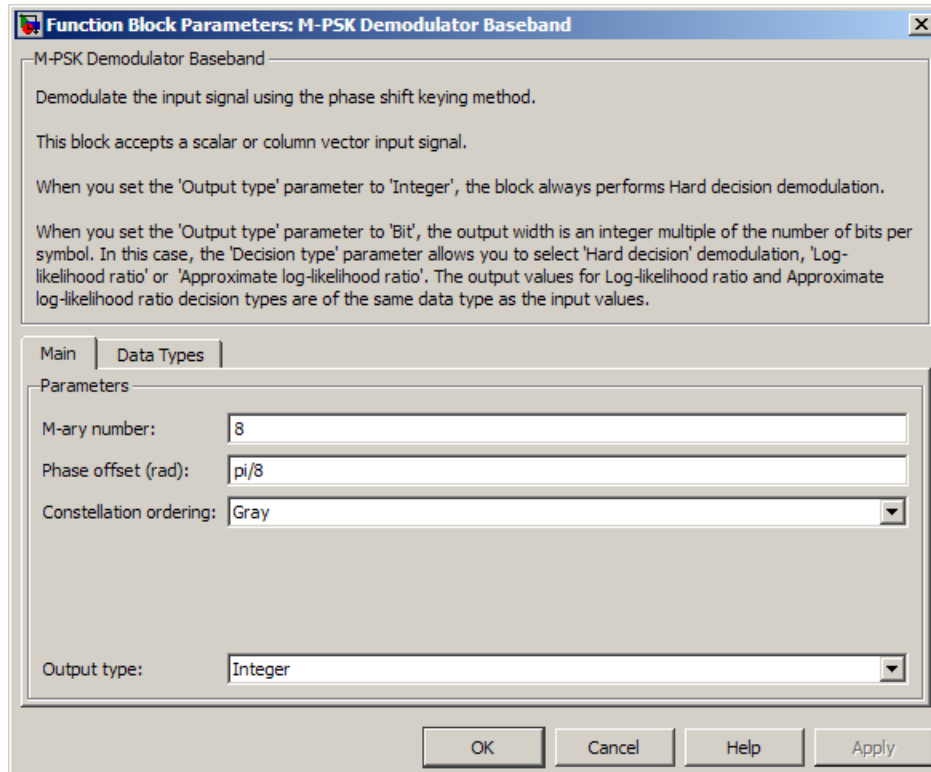 Function Block Parameters: M-PSK Demodulator Baseband
M-PSK Demodulator Baseband
Demodulate the input signal using the phase shift keying method.
This block accepts a scalar or column vector input signal.
When you set the 'Output type' parameter to 'Integer', the block always performs Hard decision demodulation.
When you set the 'Output type' parameter to 'Bit', the output width is an integer multiple of the number of bits per
symbol. In this case, the 'Decision type' parameter allows you to select 'Hard decision' demodulation, 'Log-
likelihood ratio' or 'Approximate log-likelihood ratio'. The output values for Log-likelihood ratio and Approximate
log-likelihood ratio decision types are of the same data type as the input values.
Main Data Types
Parameters
M-ary number: 8
Phase offset (rad): pi/8
Constellation ordering: Gray
Output type: Integer
OK Cancel Help Apply